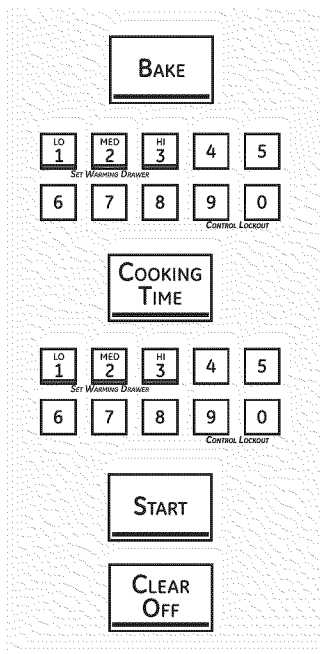 BAKE
LO MED HI
1 2 3 4 5
SET WARMING DRAWER
6 7 8 9 0
CONTROL LOCKOUT
COOKING
TIME
LO MED HI
1 2 3 4 5
SET WARMING DRAWER
6 7 8 9 0
CONTROL LOCKOUT
START
CLEAR
OFF